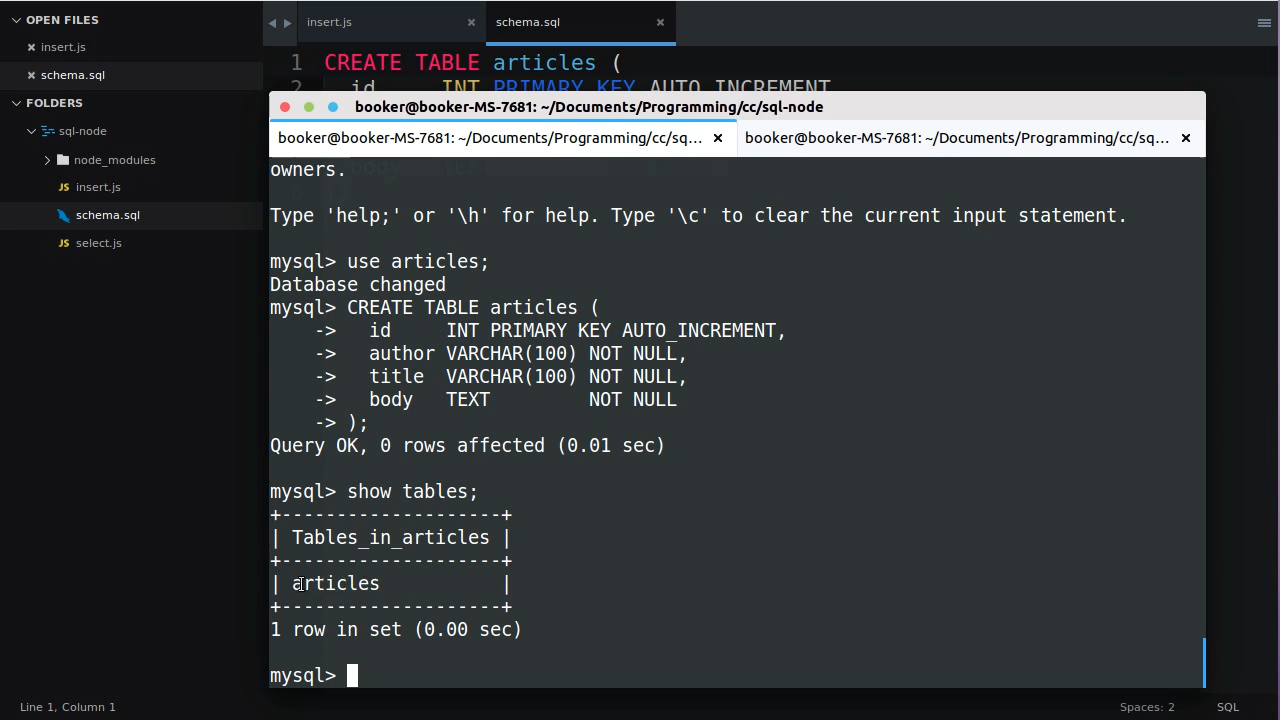 OPEN FILES
insert.js
schema.sql
FOLDERS
sql-node
node_modules
insert.js
schema.sql
select.js
insert.js
schema.sql
1 CREATE TABLE articles (
2 id INT PRIMARY KEY AUTO_INCREMENT
booker@booker-MS-7681: ~/Documents/Programming/cc/sql-node
booker@booker-MS-7681: ~/Documents/Programming/cc/sq...
booker@booker-MS-7681: ~/Documents/Programming/cc/sq...
owners.
Type 'help;' or '\h' for help. Type '\c' to clear the current input statement.
mysql> use articles;
Database changed
mysql> CREATE TABLE articles (
    ->   id     INT PRIMARY KEY AUTO_INCREMENT,
    ->   author VARCHAR(100) NOT NULL,
    ->   title  VARCHAR(100) NOT NULL,
    ->   body   TEXT         NOT NULL
    -> );
Query OK, 0 rows affected (0.01 sec)
mysql> show tables;
+--------------------+
| Tables_in_articles |
+--------------------+
| articles           |
+--------------------+
1 row in set (0.00 sec)
mysql>
Line 1, Column 1
Spaces: 2
SQL